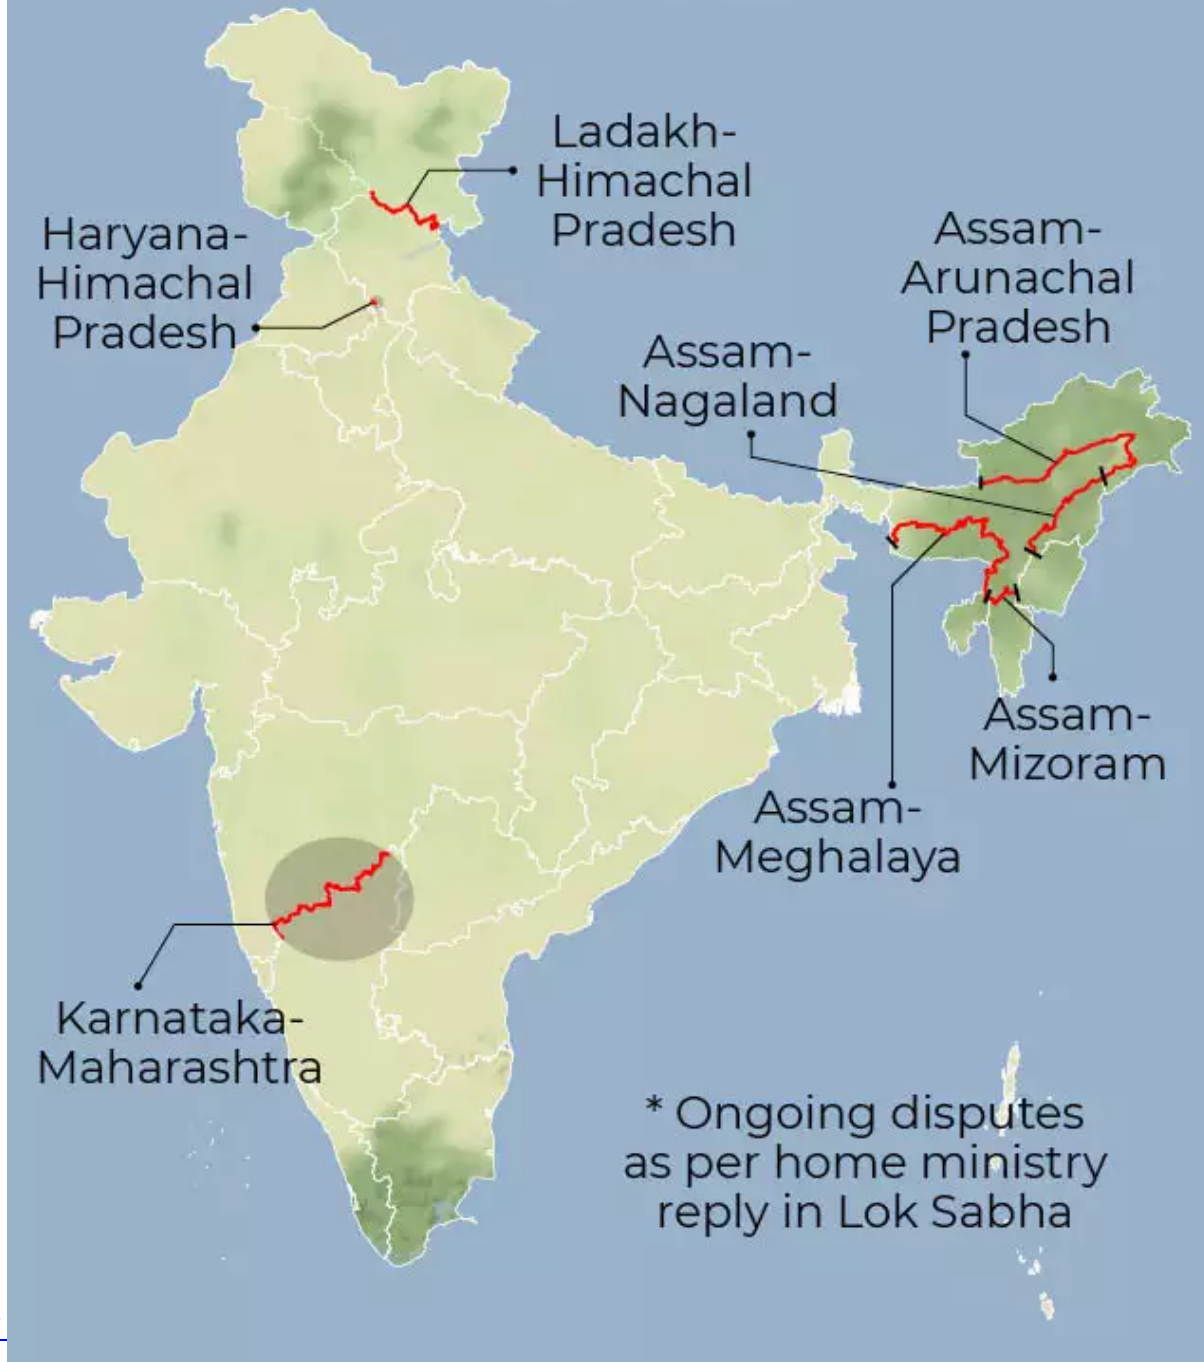 Ladakh-
Himachal
Pradesh
Haryana-
Himachal
Pradesh
Assam-
Arunachal
Pradesh
Assam-
Nagaland
Assam-
Mizoram
Assam-
Meghalaya
Karnataka-
Maharashtra
* Ongoing disputes
as per home ministry
reply in Lok Sabha